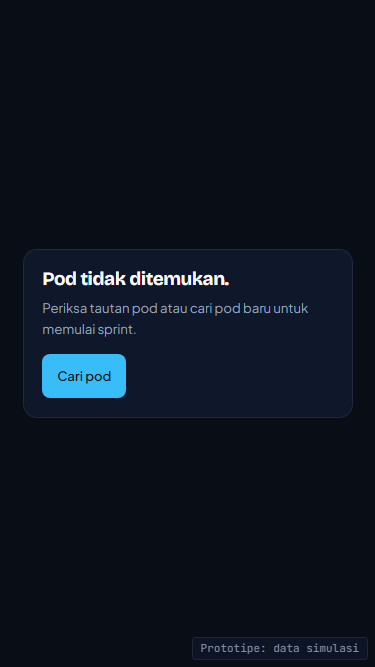 Pod tidak ditemukan.
Periksa tautan pod atau cari pod baru untuk
memulai sprint.
Cari pod
Prototipe: data simulasi